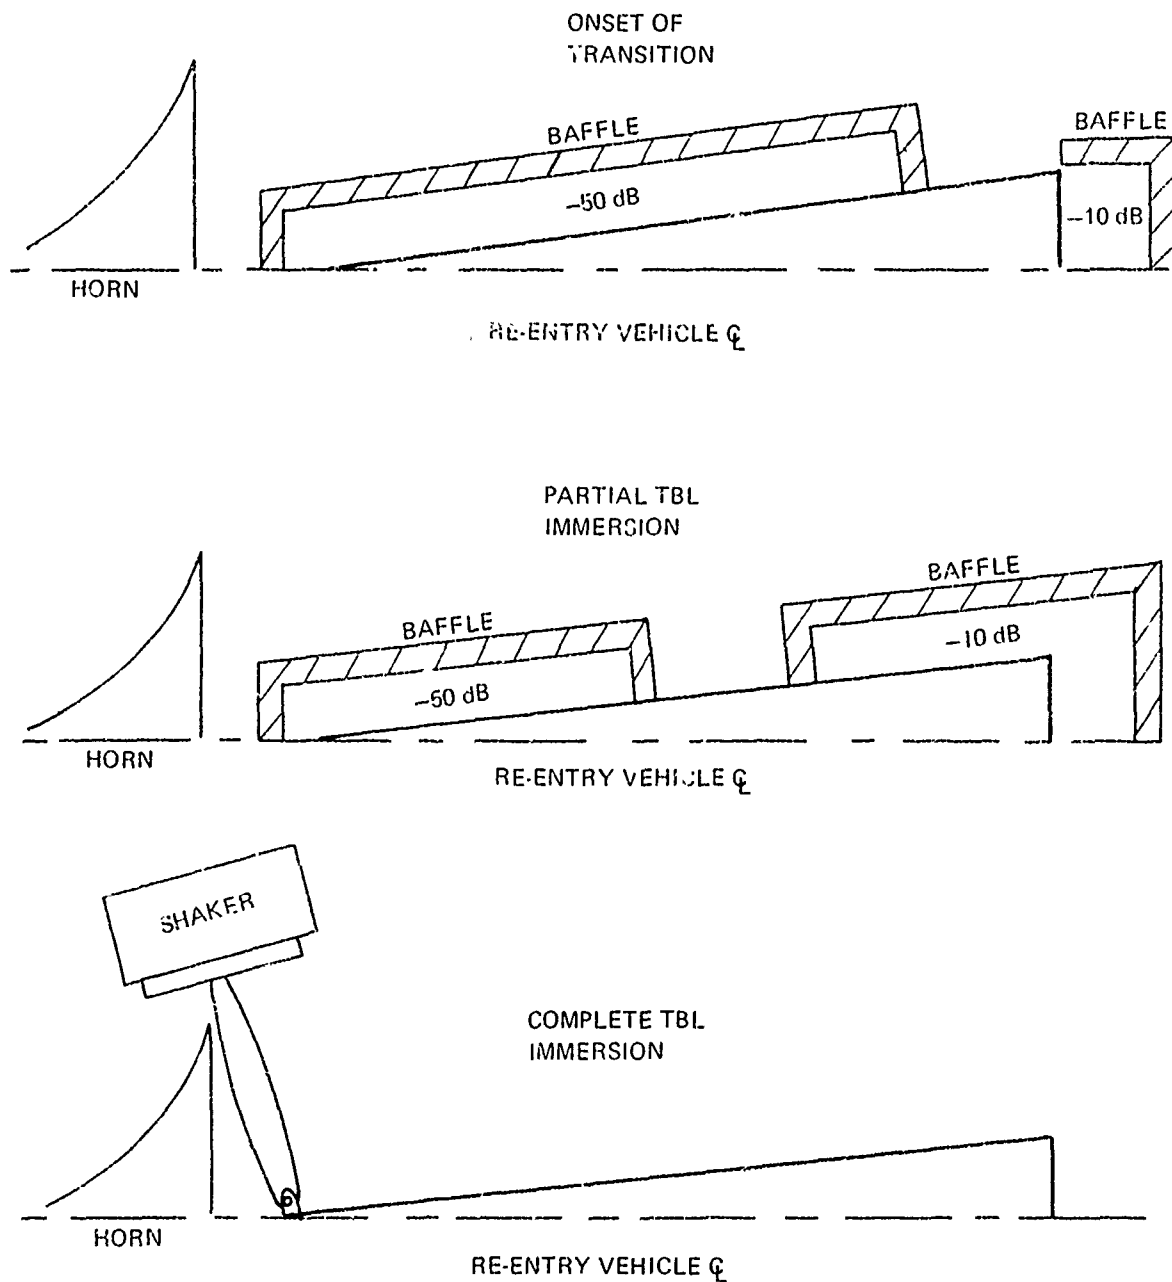 ONSET OF
TRANSITION
BAFFLE
BAFFLE
-50 dB
-10 dB
HORN
RE-ENTRY VEHICLE ℄
PARTIAL TBL
IMMERSION
BAFFLE
BAFFLE
-10 dB
-50 dB
HORN
RE-ENTRY VEHICLE ℄
SHAKER
COMPLETE TBL
IMMERSION
HORN
RE-ENTRY VEHICLE ℄